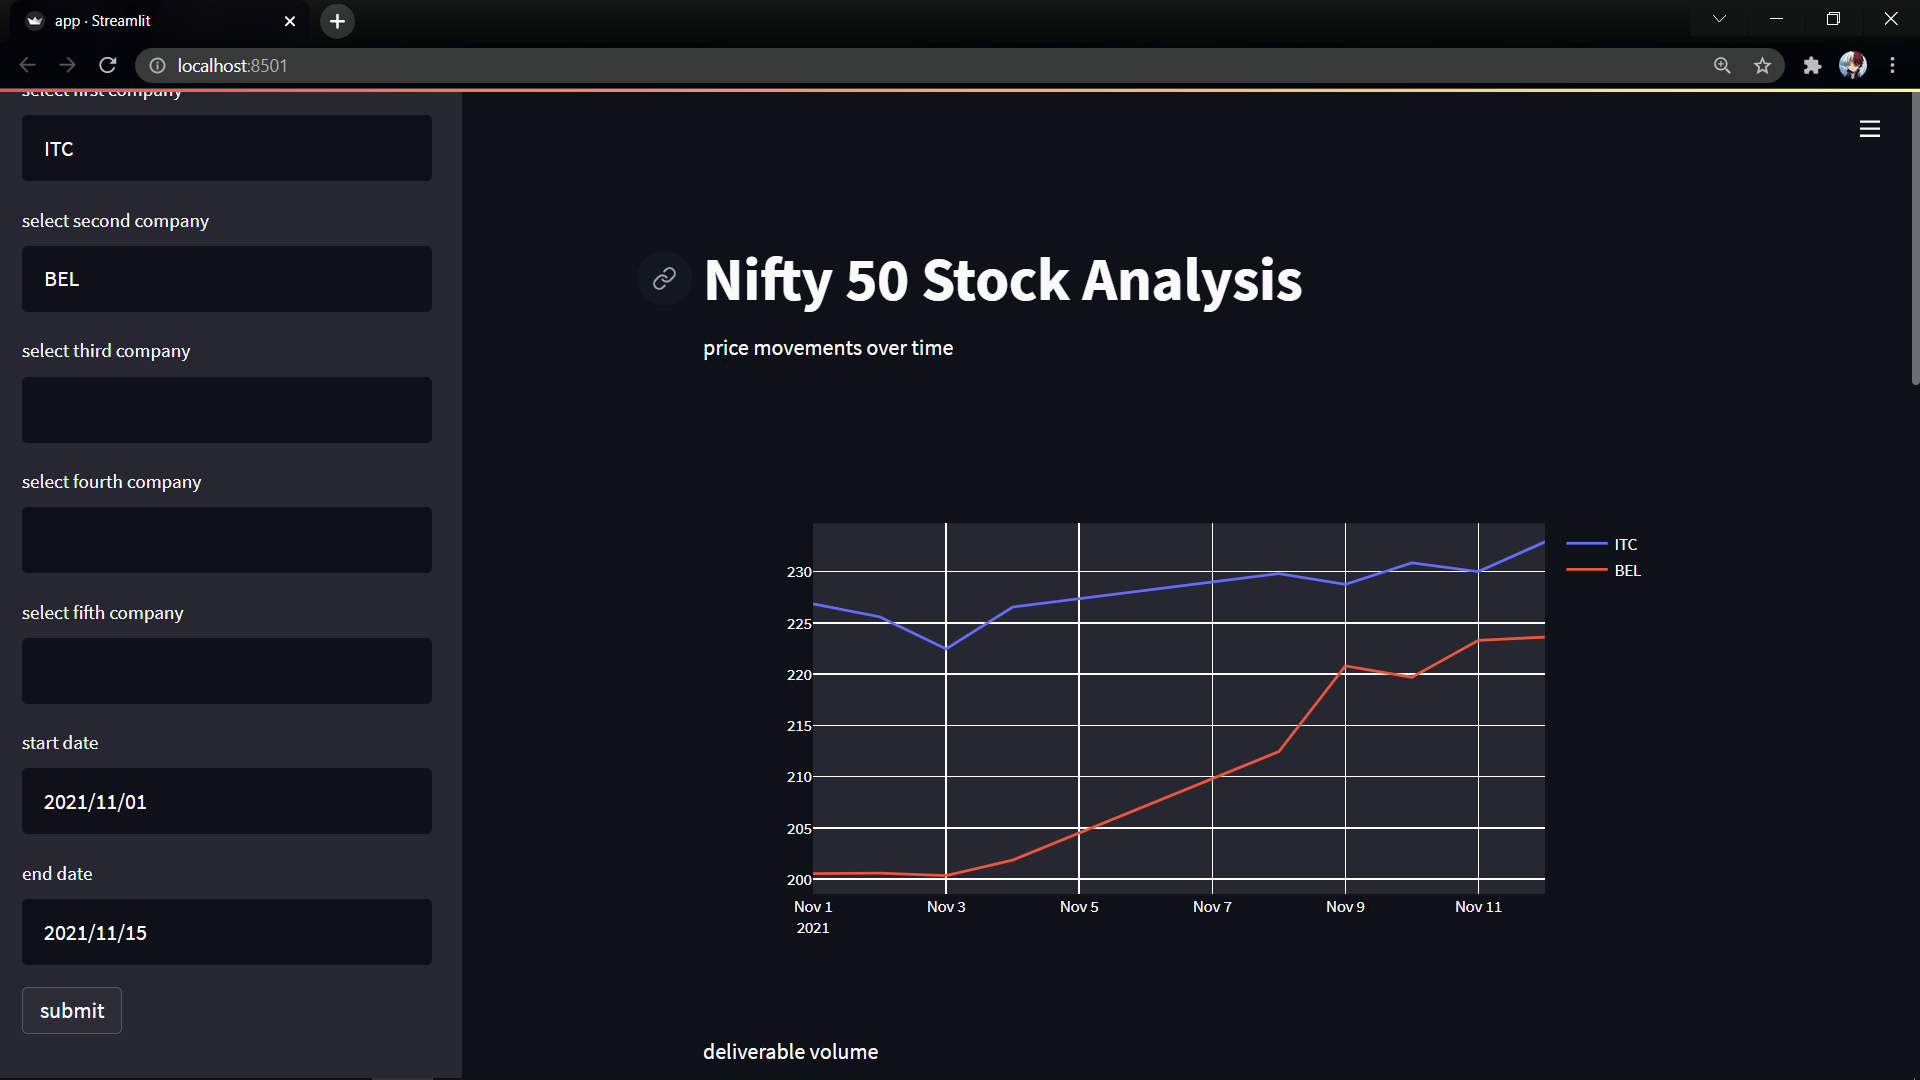 app · Streamlit
localhost:8501
select first company
ITC
select second company
BEL
select third company
select fourth company
select fifth company
start date
2021/11/01
end date
2021/11/15
submit
Nifty 50 Stock Analysis
price movements over time
230
225
220
215
210
205
200
Nov 1
2021
Nov 3
Nov 5
Nov 7
Nov 9
Nov 11
ITC
BEL
deliverable volume